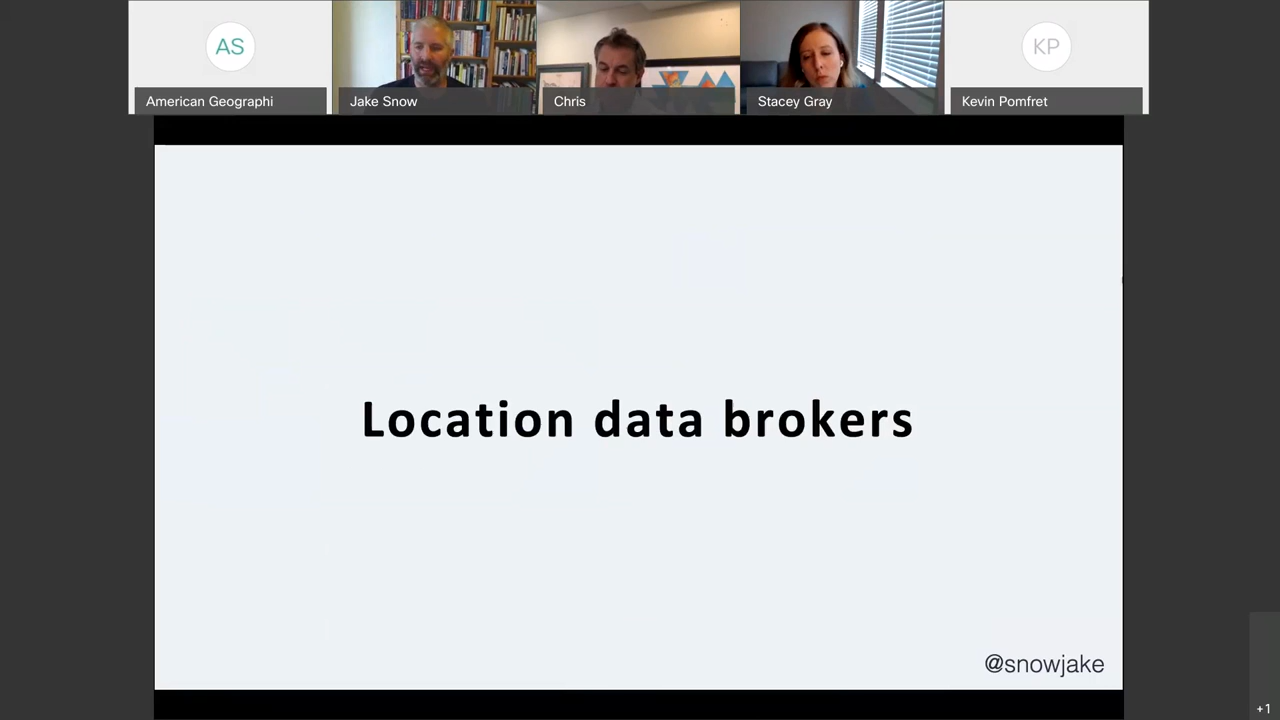 AS
KP
American Geographi
Jake Snow
Chris
Stacey Gray
Kevin Pomfret
Location data brokers
@snowjake
+1